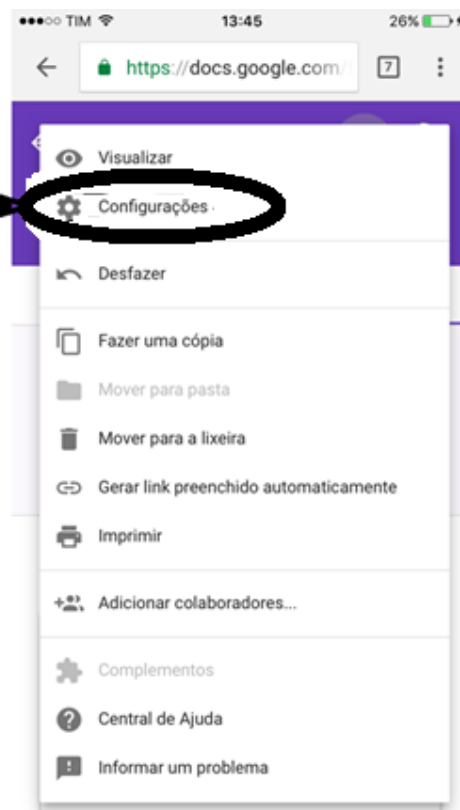 TIM 13:45 26%
https://docs.google.com/ 7
Visualizar
Configurações
Desfazer
Fazer uma cópia
Mover para pasta
Mover para a lixeira
Gerar link preenchido automaticamente
Imprimir
Adicionar colaboradores...
Complementos
Central de Ajuda
Informar um problema